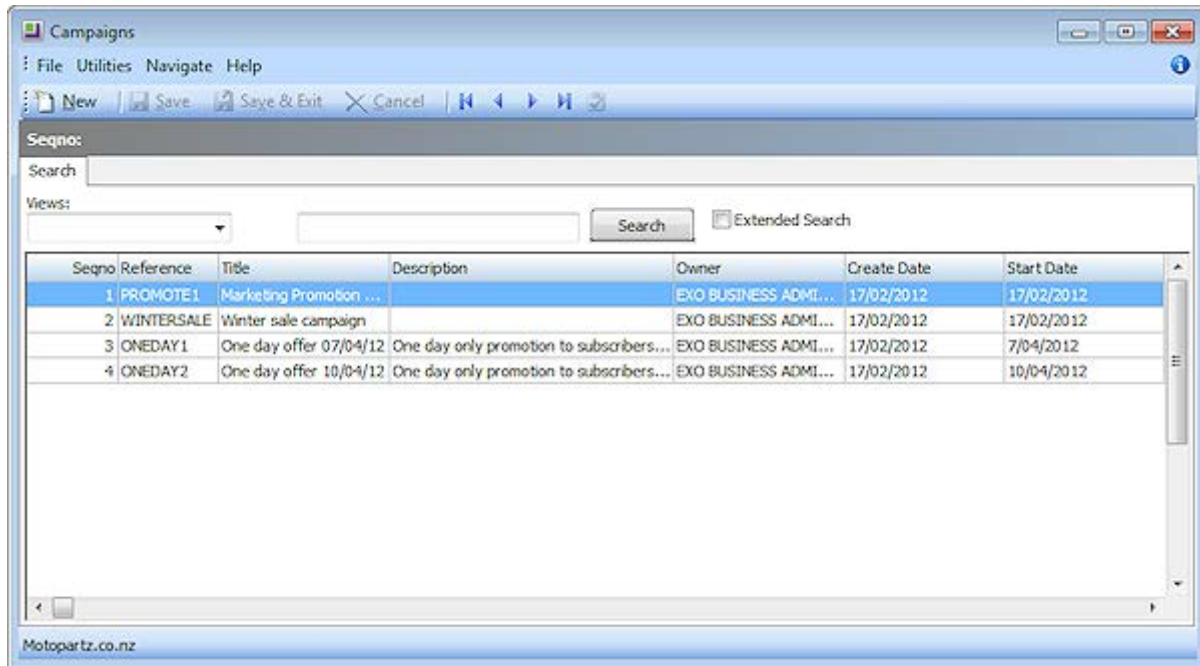 Campaigns
File Utilities Navigate Help
New Save Save & Exit Cancel
Seqno:
Search
Views:
Search Extended Search
Seqno Reference Title Description Owner Create Date Start Date
1 PROMOTE1 Marketing Promotion ... EXO BUSINESS ADMI... 17/02/2012 17/02/2012
2 WINTERSALE Winter sale campaign EXO BUSINESS ADMI... 17/02/2012 17/02/2012
3 ONEDAY1 One day offer 07/04/12 One day only promotion to subscribers... EXO BUSINESS ADMI... 17/02/2012 7/04/2012
4 ONEDAY2 One day offer 10/04/12 One day only promotion to subscribers... EXO BUSINESS ADMI... 17/02/2012 10/04/2012
Motopartz.co.nz